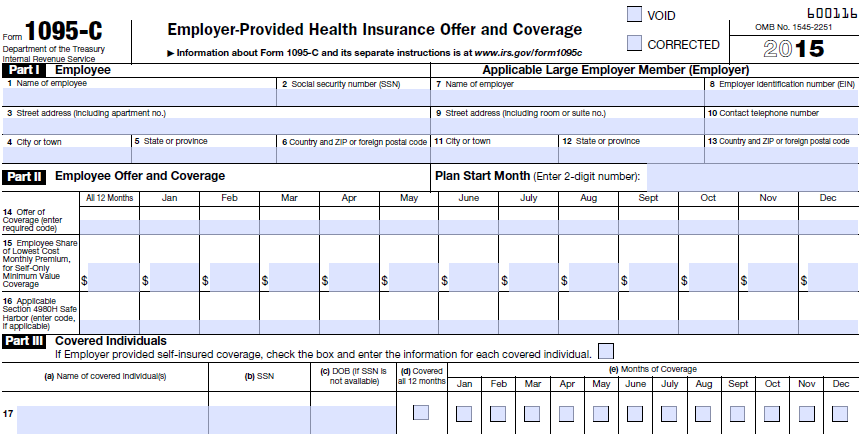 Form 1095-C
Department of the Treasury
Internal Revenue Service
Employer-Provided Health Insurance Offer and Coverage
▶ Information about Form 1095-C and its separate instructions is at www.irs.gov/form1095c
VOID
CORRECTED
600116
OMB No. 1545-2251
2015
Part I Employee
Applicable Large Employer Member (Employer)
1 Name of employee
2 Social security number (SSN)
7 Name of employer
8 Employer identification number (EIN)
3 Street address (including apartment no.)
9 Street address (including room or suite no.)
10 Contact telephone number
4 City or town
5 State or province
6 Country and ZIP or foreign postal code
11 City or town
12 State or province
13 Country and ZIP or foreign postal code
Part II Employee Offer and Coverage
Plan Start Month (Enter 2-digit number):
All 12 Months Jan Feb Mar Apr May June July Aug Sept Oct Nov Dec
14 Offer of
Coverage (enter
required code)
15 Employee Share
of Lowest Cost
Monthly Premium,
for Self-Only
Minimum Value
Coverage
$ $ $ $ $ $ $ $ $ $ $ $ $
16 Applicable
Section 4980H Safe
Harbor (enter code,
if applicable)
Part III Covered Individuals
If Employer provided self-insured coverage, check the box and enter the information for each covered individual.
(a) Name of covered individual(s)
(b) SSN
(c) DOB (If SSN is
not available)
(d) Covered
all 12 months
(e) Months of Coverage
Jan Feb Mar Apr May June July Aug Sept Oct Nov Dec
17